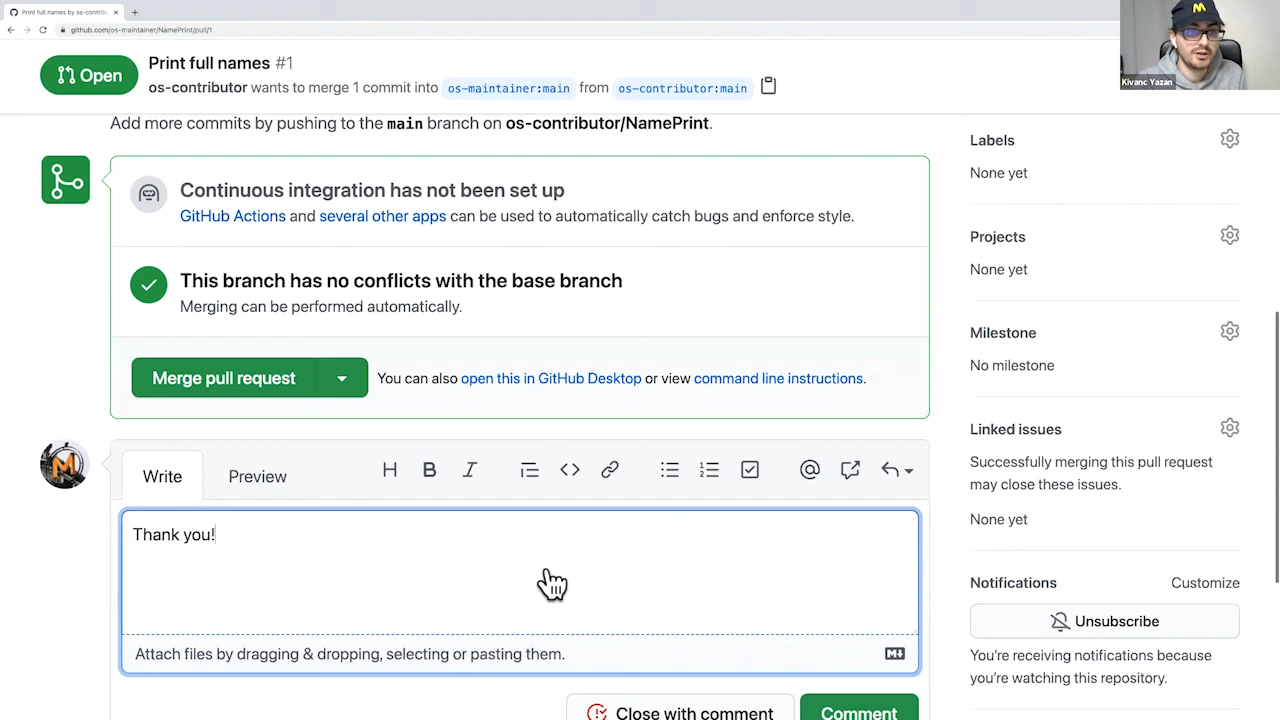 Print full names by os-contribu
github.com/os-maintainer/NamePrint/pull/1
Kivanc Yazan
Open
Print full names #1
os-contributor wants to merge 1 commit into os-maintainer:main from os-contributor:main
Add more commits by pushing to the main branch on os-contributor/NamePrint.
Continuous integration has not been set up
GitHub Actions and several other apps can be used to automatically catch bugs and enforce style.
This branch has no conflicts with the base branch
Merging can be performed automatically.
Merge pull request
You can also open this in GitHub Desktop or view command line instructions.
Write
Preview
Thank you!
Attach files by dragging & dropping, selecting or pasting them.
Close with comment
Comment
Labels
None yet
Projects
None yet
Milestone
No milestone
Linked issues
Successfully merging this pull request
may close these issues.
None yet
Notifications
Customize
Unsubscribe
You're receiving notifications because
you're watching this repository.